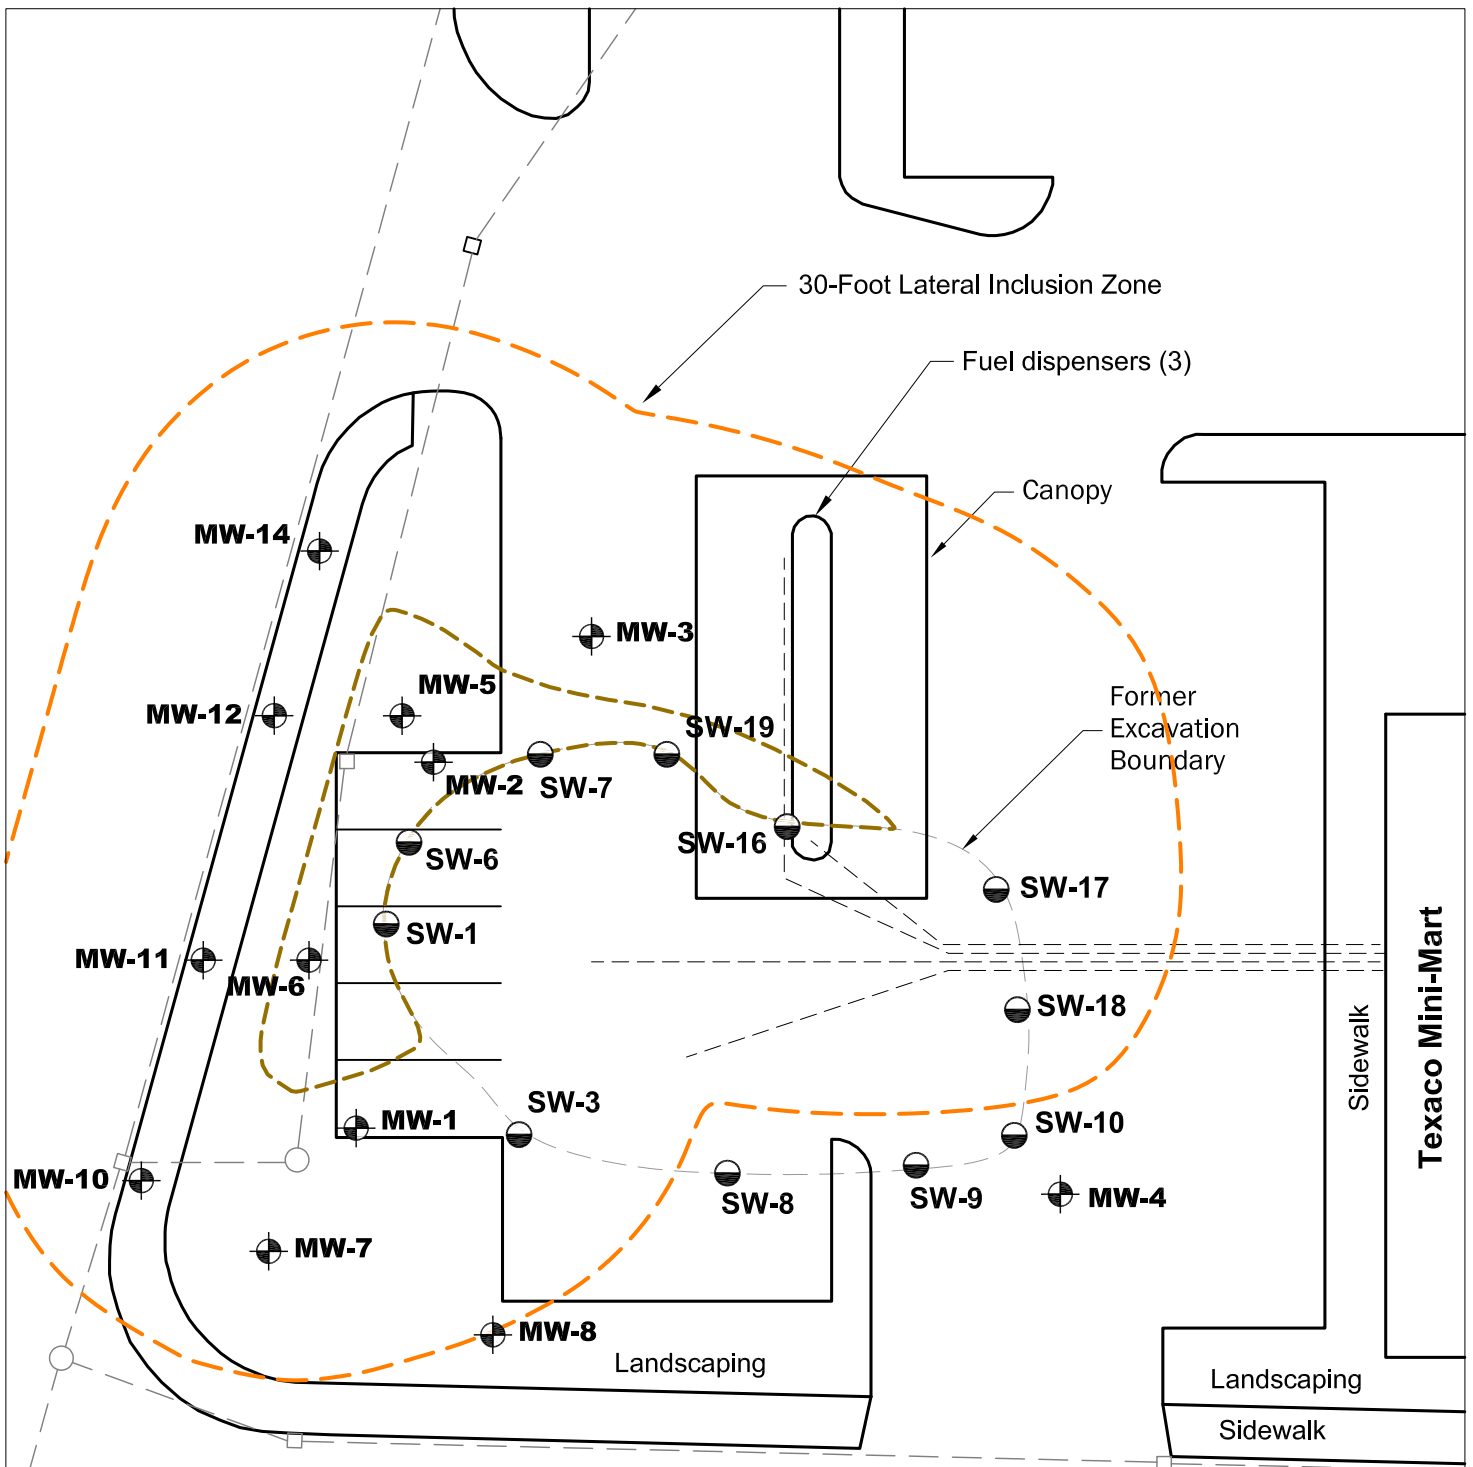 30-Foot Lateral Inclusion Zone
Fuel dispensers (3)
Canopy
MW-14
MW-3
MW-5
MW-12
Former
Excavation
Boundary
SW-19
MW-2
SW-7
SW-16
SW-6
SW-17
SW-1
MW-11
MW-6
SW-18
Sidewalk
Texaco Mini-Mart
SW-3
MW-1
SW-10
MW-10
SW-8
SW-9
MW-4
MW-7
MW-8
Landscaping
Landscaping
Sidewalk